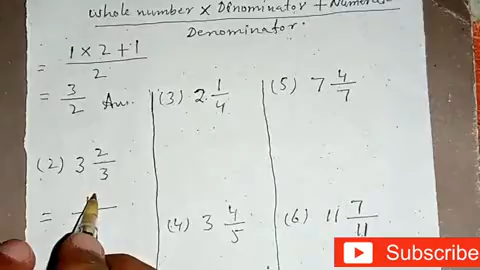 Whole number × Denominator + Numerat
Denominator.
= 1 × 2 + 1 / 2
= 3/2 Ans.
(2) 3 2/3
=
(3) 2 1/4
(4) 3 4/5
(5) 7 4/7
(6) 11 7/11
Subscribe